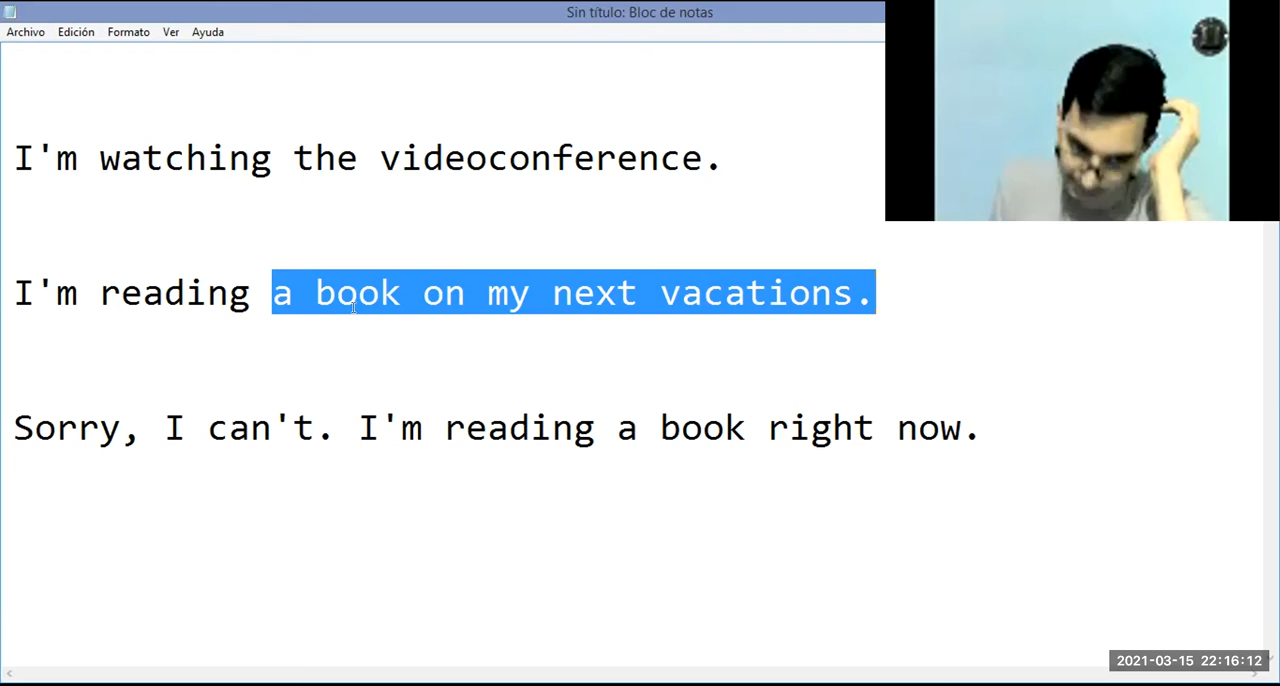 Sin título: Bloc de notas
Archivo Edición Formato Ver Ayuda
I'm watching the videoconference.
I'm reading a book on my next vacations.
Sorry, I can't. I'm reading a book right now.
2021-03-15 22:16:12